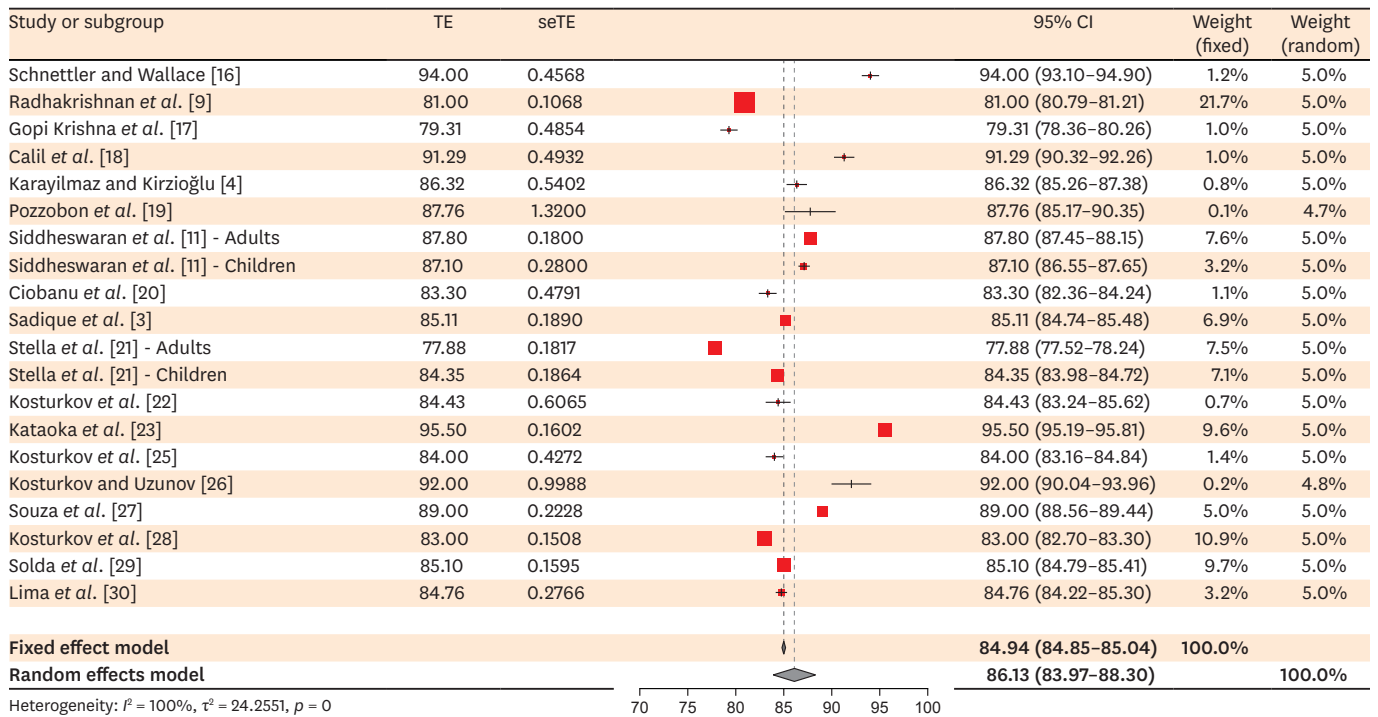 Study or subgroup TE seTE 95% CI Weight (fixed) Weight (random)
Schnettler and Wallace [16] 94.00 0.4568 94.00 (93.10–94.90) 1.2% 5.0%
Radhakrishnan et al. [9] 81.00 0.1068 81.00 (80.79–81.21) 21.7% 5.0%
Gopi Krishna et al. [17] 79.31 0.4854 79.31 (78.36–80.26) 1.0% 5.0%
Calil et al. [18] 91.29 0.4932 91.29 (90.32–92.26) 1.0% 5.0%
Karayilmaz and Kirzioğlu [4] 86.32 0.5402 86.32 (85.26–87.38) 0.8% 5.0%
Pozzobon et al. [19] 87.76 1.3200 87.76 (85.17–90.35) 0.1% 4.7%
Siddheswaran et al. [11] - Adults 87.80 0.1800 87.80 (87.45–88.15) 7.6% 5.0%
Siddheswaran et al. [11] - Children 87.10 0.2800 87.10 (86.55–87.65) 3.2% 5.0%
Ciobanu et al. [20] 83.30 0.4791 83.30 (82.36–84.24) 1.1% 5.0%
Sadique et al. [3] 85.11 0.1890 85.11 (84.74–85.48) 6.9% 5.0%
Stella et al. [21] - Adults 77.88 0.1817 77.88 (77.52–78.24) 7.5% 5.0%
Stella et al. [21] - Children 84.35 0.1864 84.35 (83.98–84.72) 7.1% 5.0%
Kosturkov et al. [22] 84.43 0.6065 84.43 (83.24–85.62) 0.7% 5.0%
Kataoka et al. [23] 95.50 0.1602 95.50 (95.19–95.81) 9.6% 5.0%
Kosturkov et al. [25] 84.00 0.4272 84.00 (83.16–84.84) 1.4% 5.0%
Kosturkov and Uzunov [26] 92.00 0.9988 92.00 (90.04–93.96) 0.2% 4.8%
Souza et al. [27] 89.00 0.2228 89.00 (88.56–89.44) 5.0% 5.0%
Kosturkov et al. [28] 83.00 0.1508 83.00 (82.70–83.30) 10.9% 5.0%
Solda et al. [29] 85.10 0.1595 85.10 (84.79–85.41) 9.7% 5.0%
Lima et al. [30] 84.76 0.2766 84.76 (84.22–85.30) 3.2% 5.0%
Fixed effect model 84.94 (84.85–85.04) 100.0%
Random effects model 86.13 (83.97–88.30) 100.0%
Heterogeneity: I² = 100%, τ² = 24.2551, p = 0
70 75 80 85 90 95 100